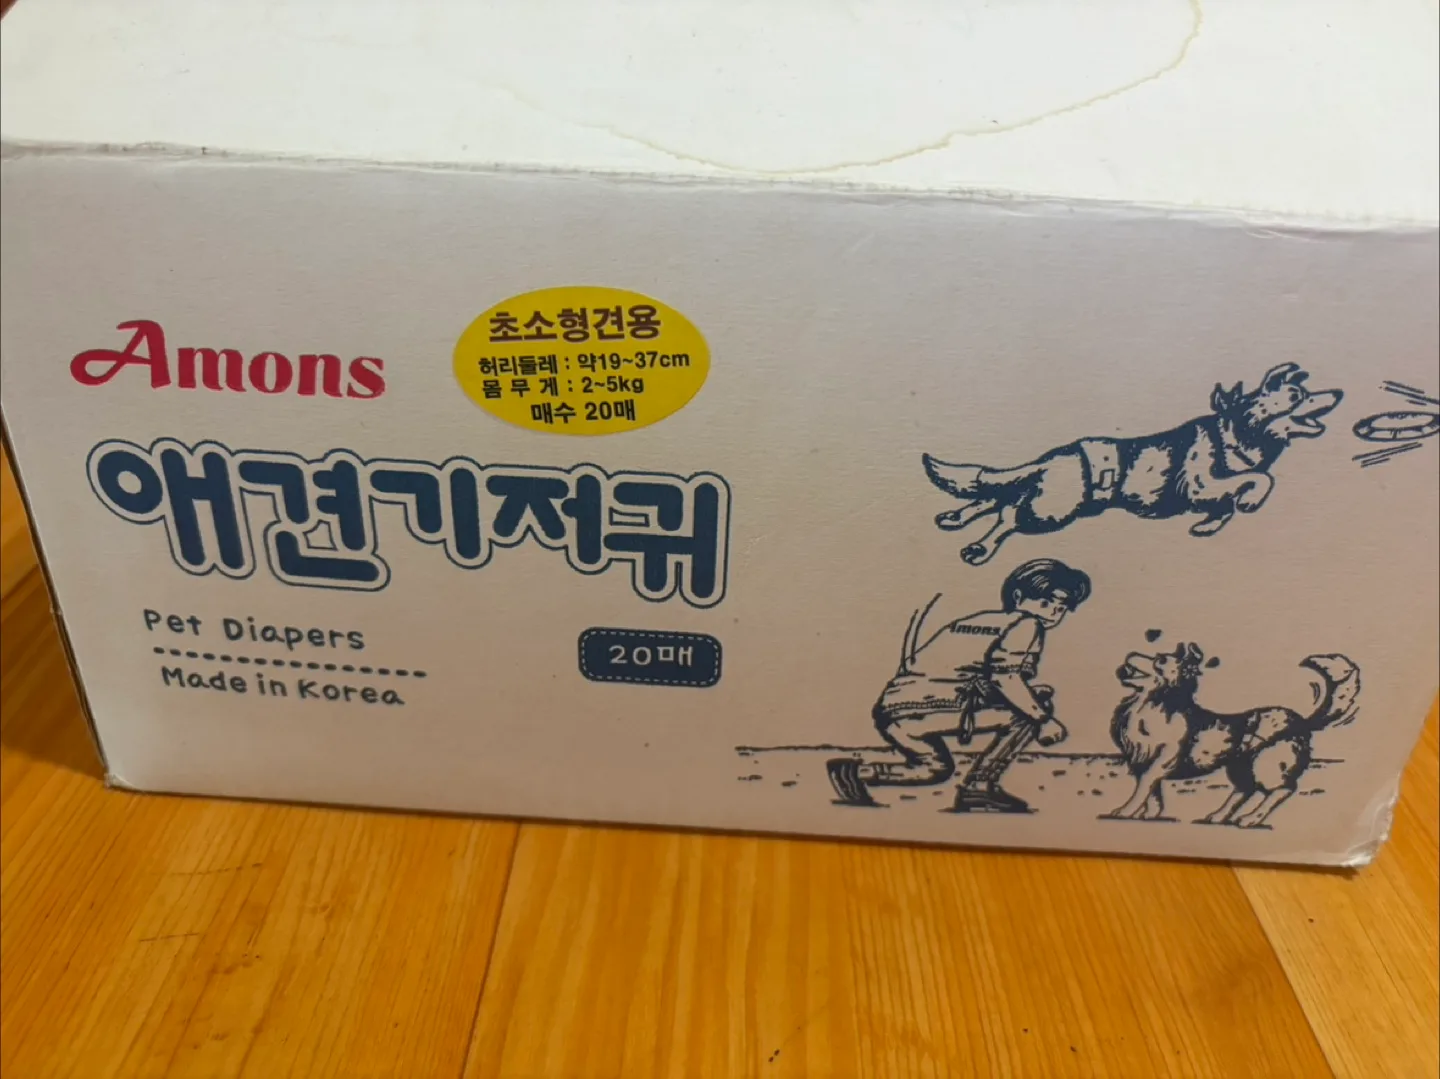 Amons
초소형견용
허리둘레 : 약19~37cm
몸 무 게 : 2~5kg
매수 20매
애견기저귀
Pet Diapers
Made in Korea
20매
Amons